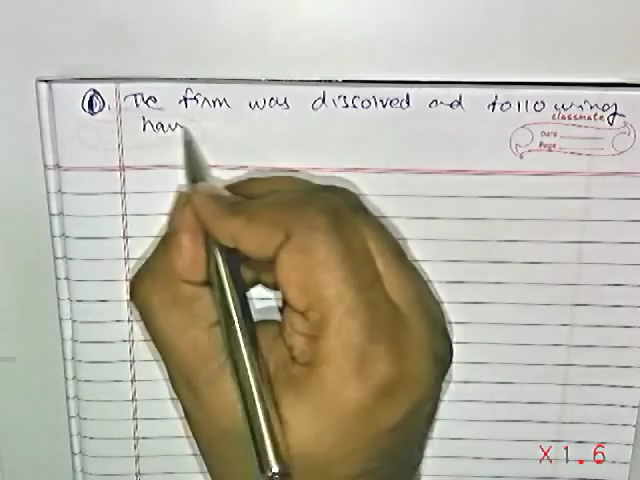 ①. The firm was dissolved and following
hav
classmate
Date
Page
X1.6